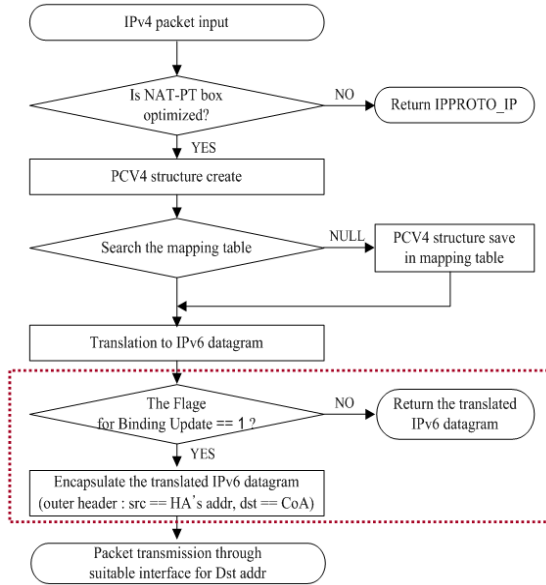 IPv4 packet input
Is NAT-PT box
optimized?
NO
Return IPPROTO_IP
YES
PCV4 structure create
Search the mapping table
NULL
PCV4 structure save
in mapping table
Translation to IPv6 datagram
The Flage
for Binding Update == 1 ?
NO
Return the translated
IPv6 datagram
YES
Encapsulate the translated IPv6 datagram
(outer header : src == HA's addr, dst == CoA)
Packet transmission through
suitable interface for Dst addr